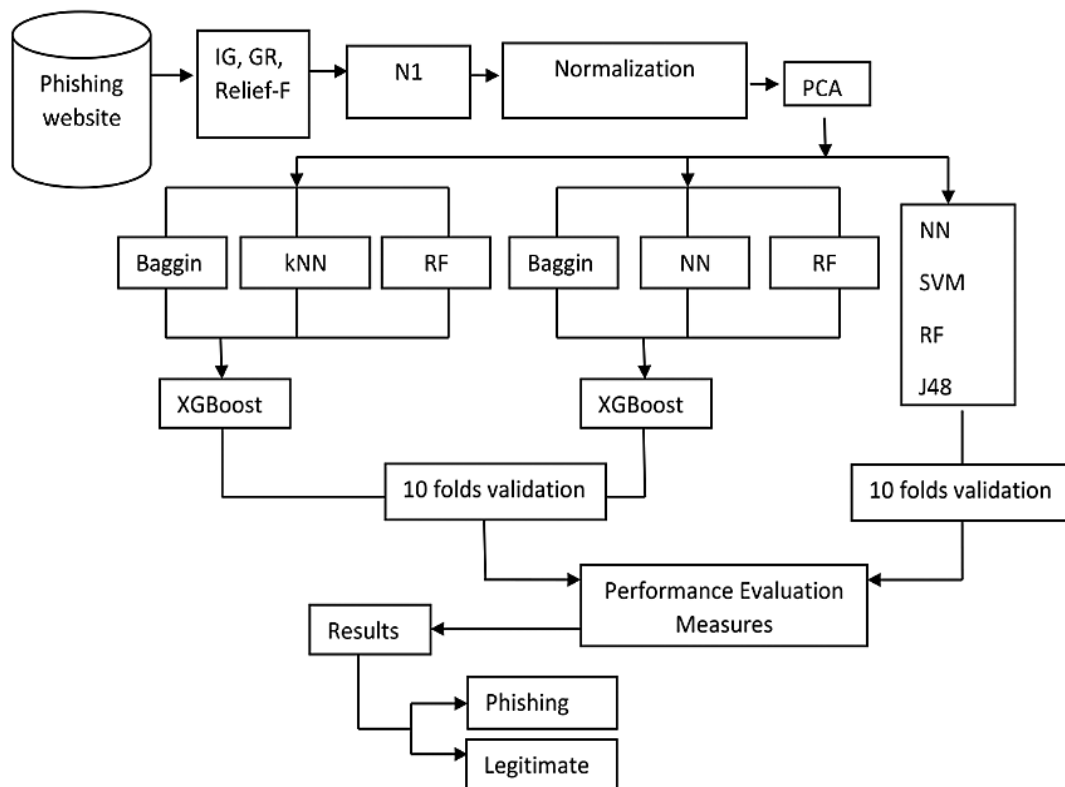 Phishing
website
IG, GR,
Relief-F
N1
Normalization
PCA
Baggin
kNN
RF
Baggin
NN
RF
NN
SVM
RF
J48
XGBoost
XGBoost
10 folds validation
10 folds validation
Performance Evaluation
Measures
Results
Phishing
Legitimate